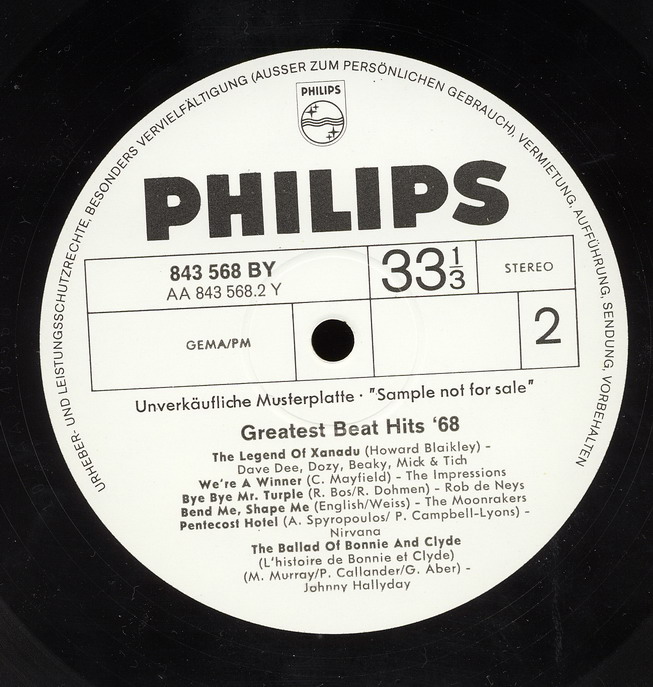 URHEBER- UND LEISTUNGSSCHUTZRECHTE, BESONDERS VERVIELFÄLTIGUNG (AUSSER ZUM PERSÖNLICHEN GEBRAUCH), VERMIETUNG, AUFFÜHRUNG, SENDUNG, VORBEHALTEN
PHILIPS
PHILIPS
843 568 BY
AA 843 568.2 Y
33 1/3
STEREO
GEMA/PM
2
Unverkäufliche Musterplatte · "Sample not for sale"
Greatest Beat Hits '68
The Legend Of Xanadu (Howard Blaikley) –
Dave Dee, Dozy, Beaky, Mick & Tich
We're A Winner (C. Mayfield) – The Impressions
Bye Bye Mr. Turple (R. Bos/R. Dohmen) – Rob de Neys
Bend Me, Shape Me (English/Weiss) – The Moonrakers
Pentecost Hotel (A. Spyropoulos/ P. Campbell-Lyons) –
Nirvana
The Ballad Of Bonnie And Clyde
(L'histoire de Bonnie et Clyde)
(M. Murray/P. Callander/G. Aber) –
Johnny Hallyday